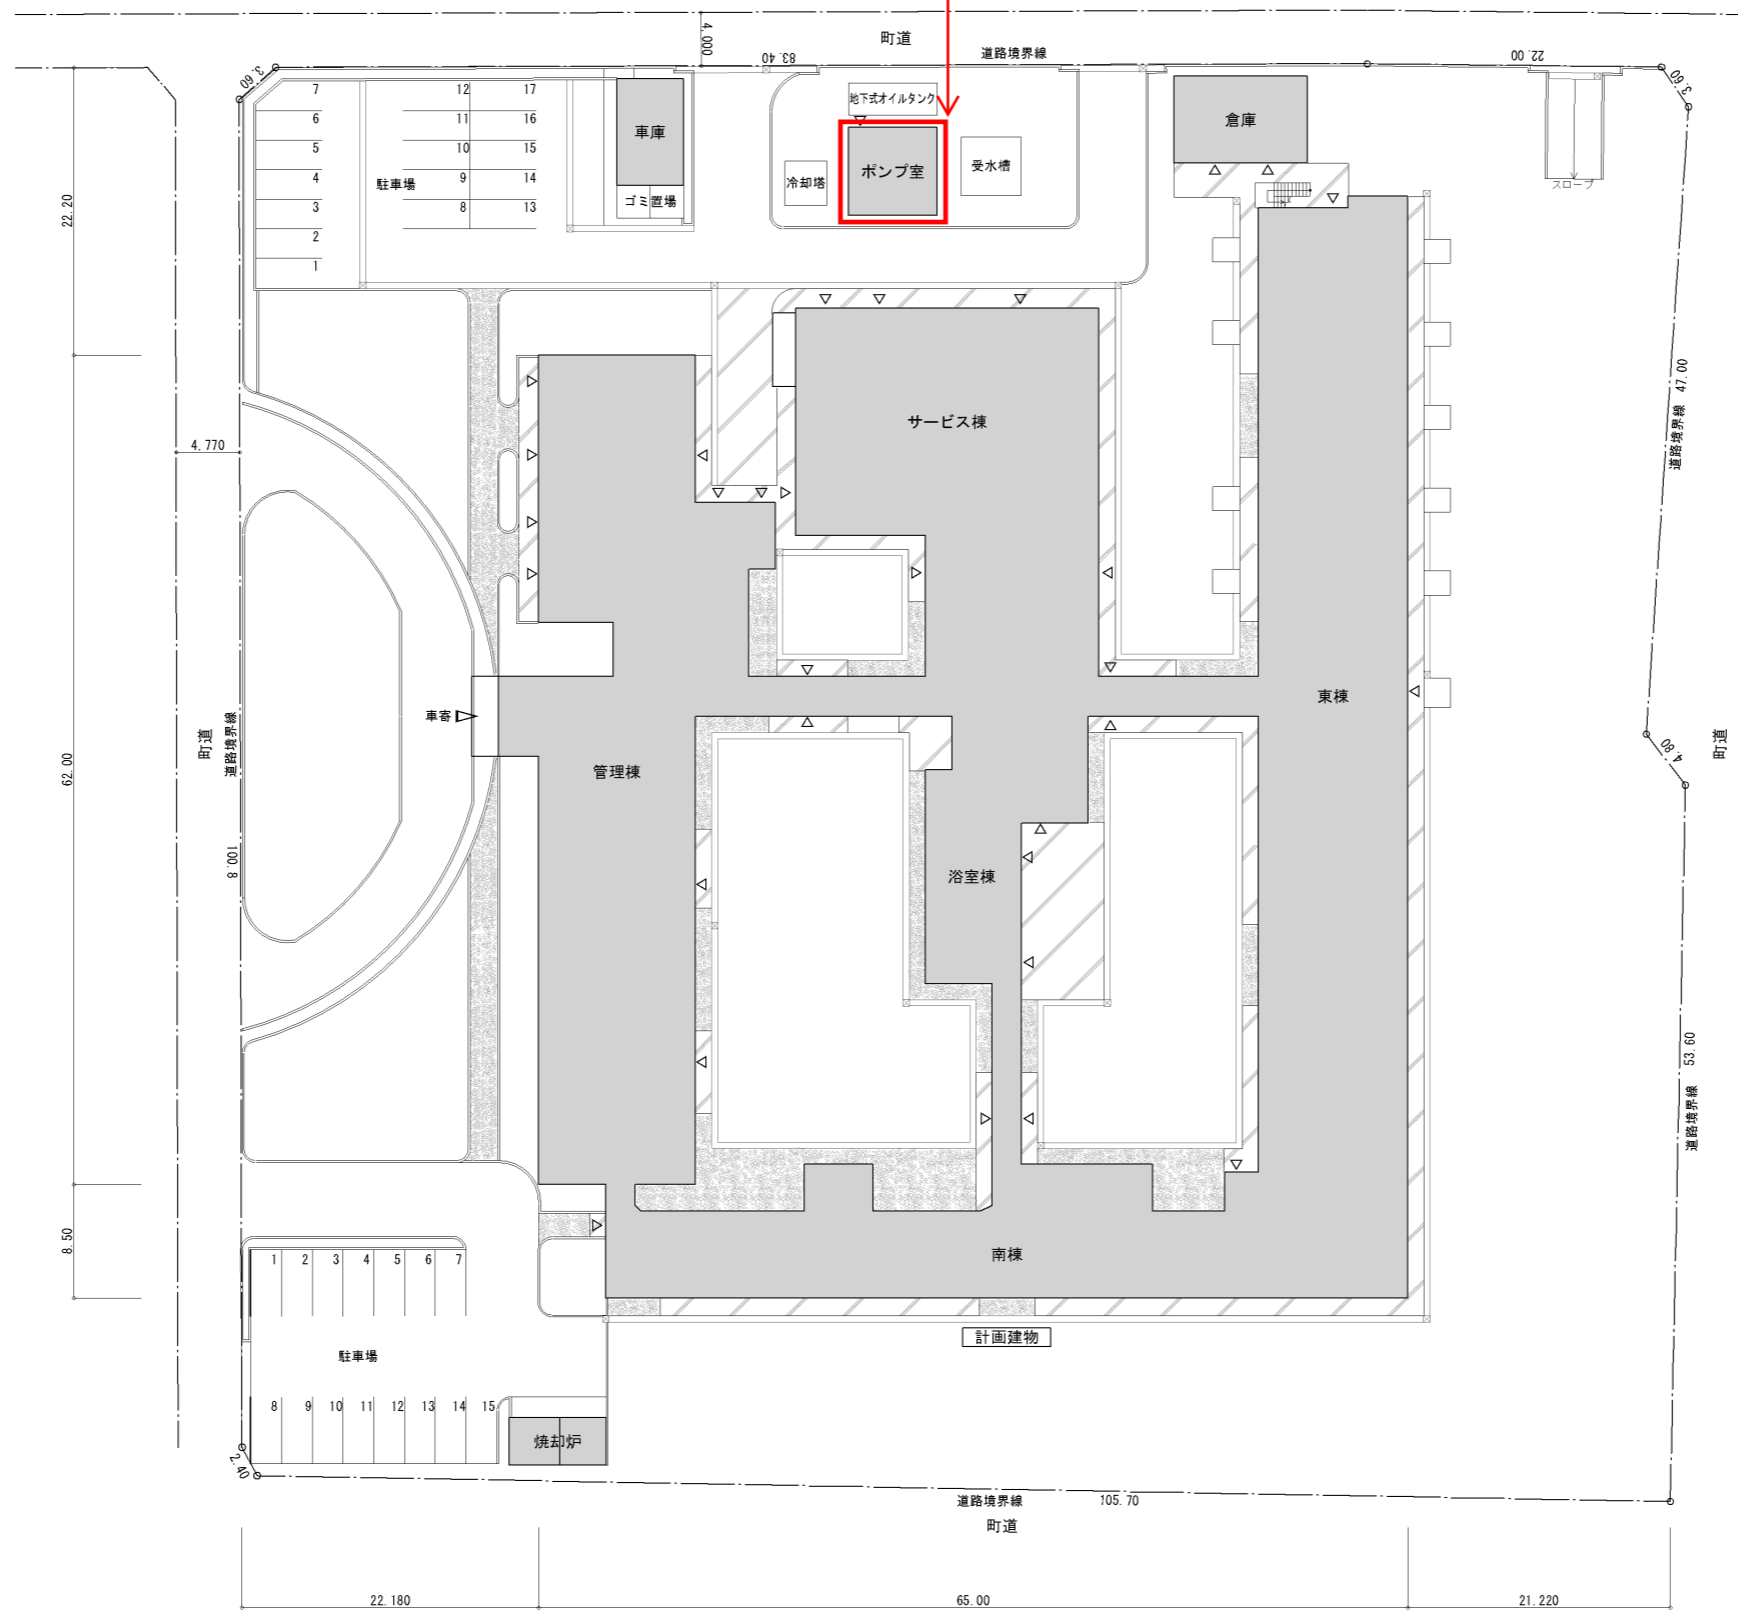 町道
4.000
83.40
道路境界線
22.00
3.60
3.60
地下式オイルタンク
ポンプ室
冷却塔
受水槽
車庫
ゴミ置場
倉庫
スロープ
7
6
5
4
3
2
1
駐車場
12
11
10
9
8
17
16
15
14
13
22.20
サービス棟
道路境界線 47.00
4.770
東棟
車寄
町道
道路境界線
管理棟
4.80
町道
62.00
100.8
浴室棟
道路境界線 53.60
8.50
南棟
1 2 3 4 5 6 7
計画建物
駐車場
8 9 10 11 12 13 14 15
焼却炉
2.40
道路境界線 105.70
町道
22.180
65.00
21.220